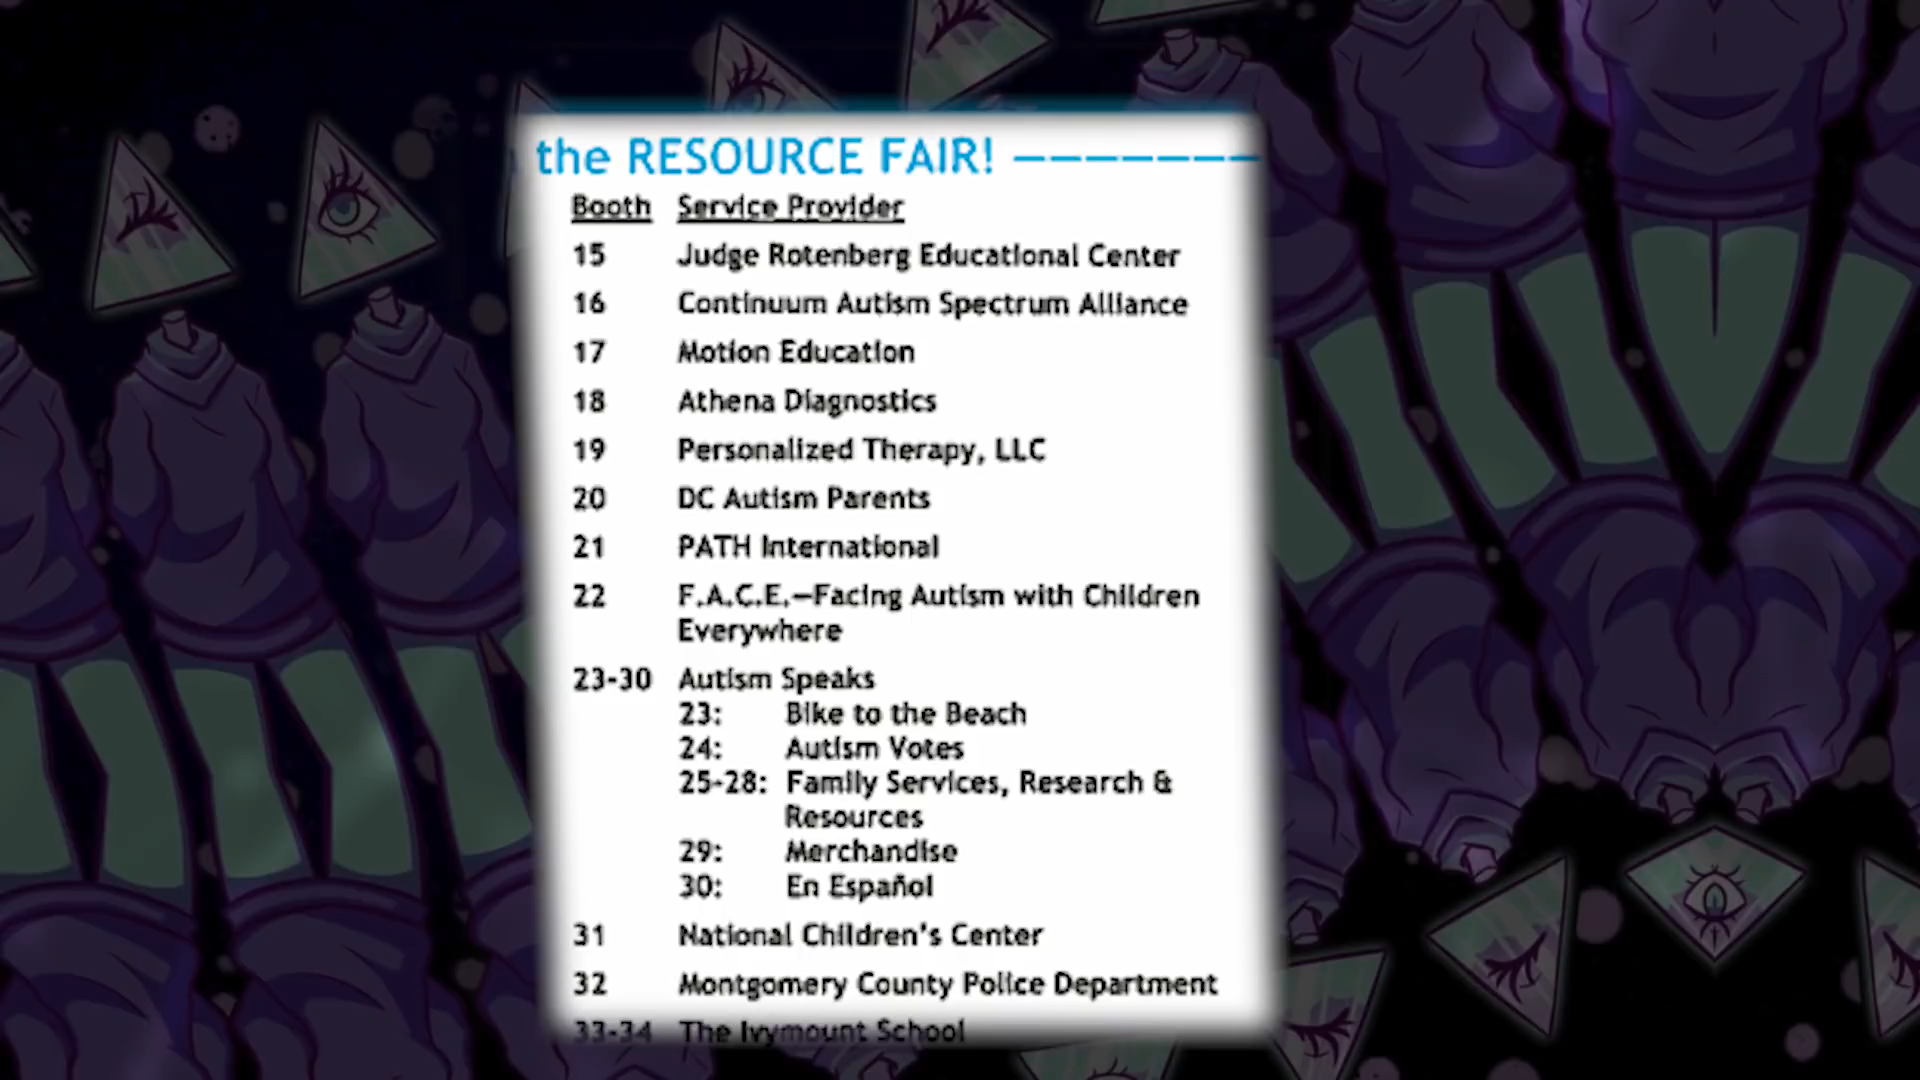 the RESOURCE FAIR!
Booth Service Provider
15 Judge Rotenberg Educational Center
16 Continuum Autism Spectrum Alliance
17 Motion Education
18 Athena Diagnostics
19 Personalized Therapy, LLC
20 DC Autism Parents
21 PATH International
22 F.A.C.E.—Facing Autism with Children
Everywhere
23-30 Autism Speaks
23: Bike to the Beach
24: Autism Votes
25-28: Family Services, Research &
Resources
29: Merchandise
30: En Español
31 National Children's Center
32 Montgomery County Police Department
33-34 The Ivymount School